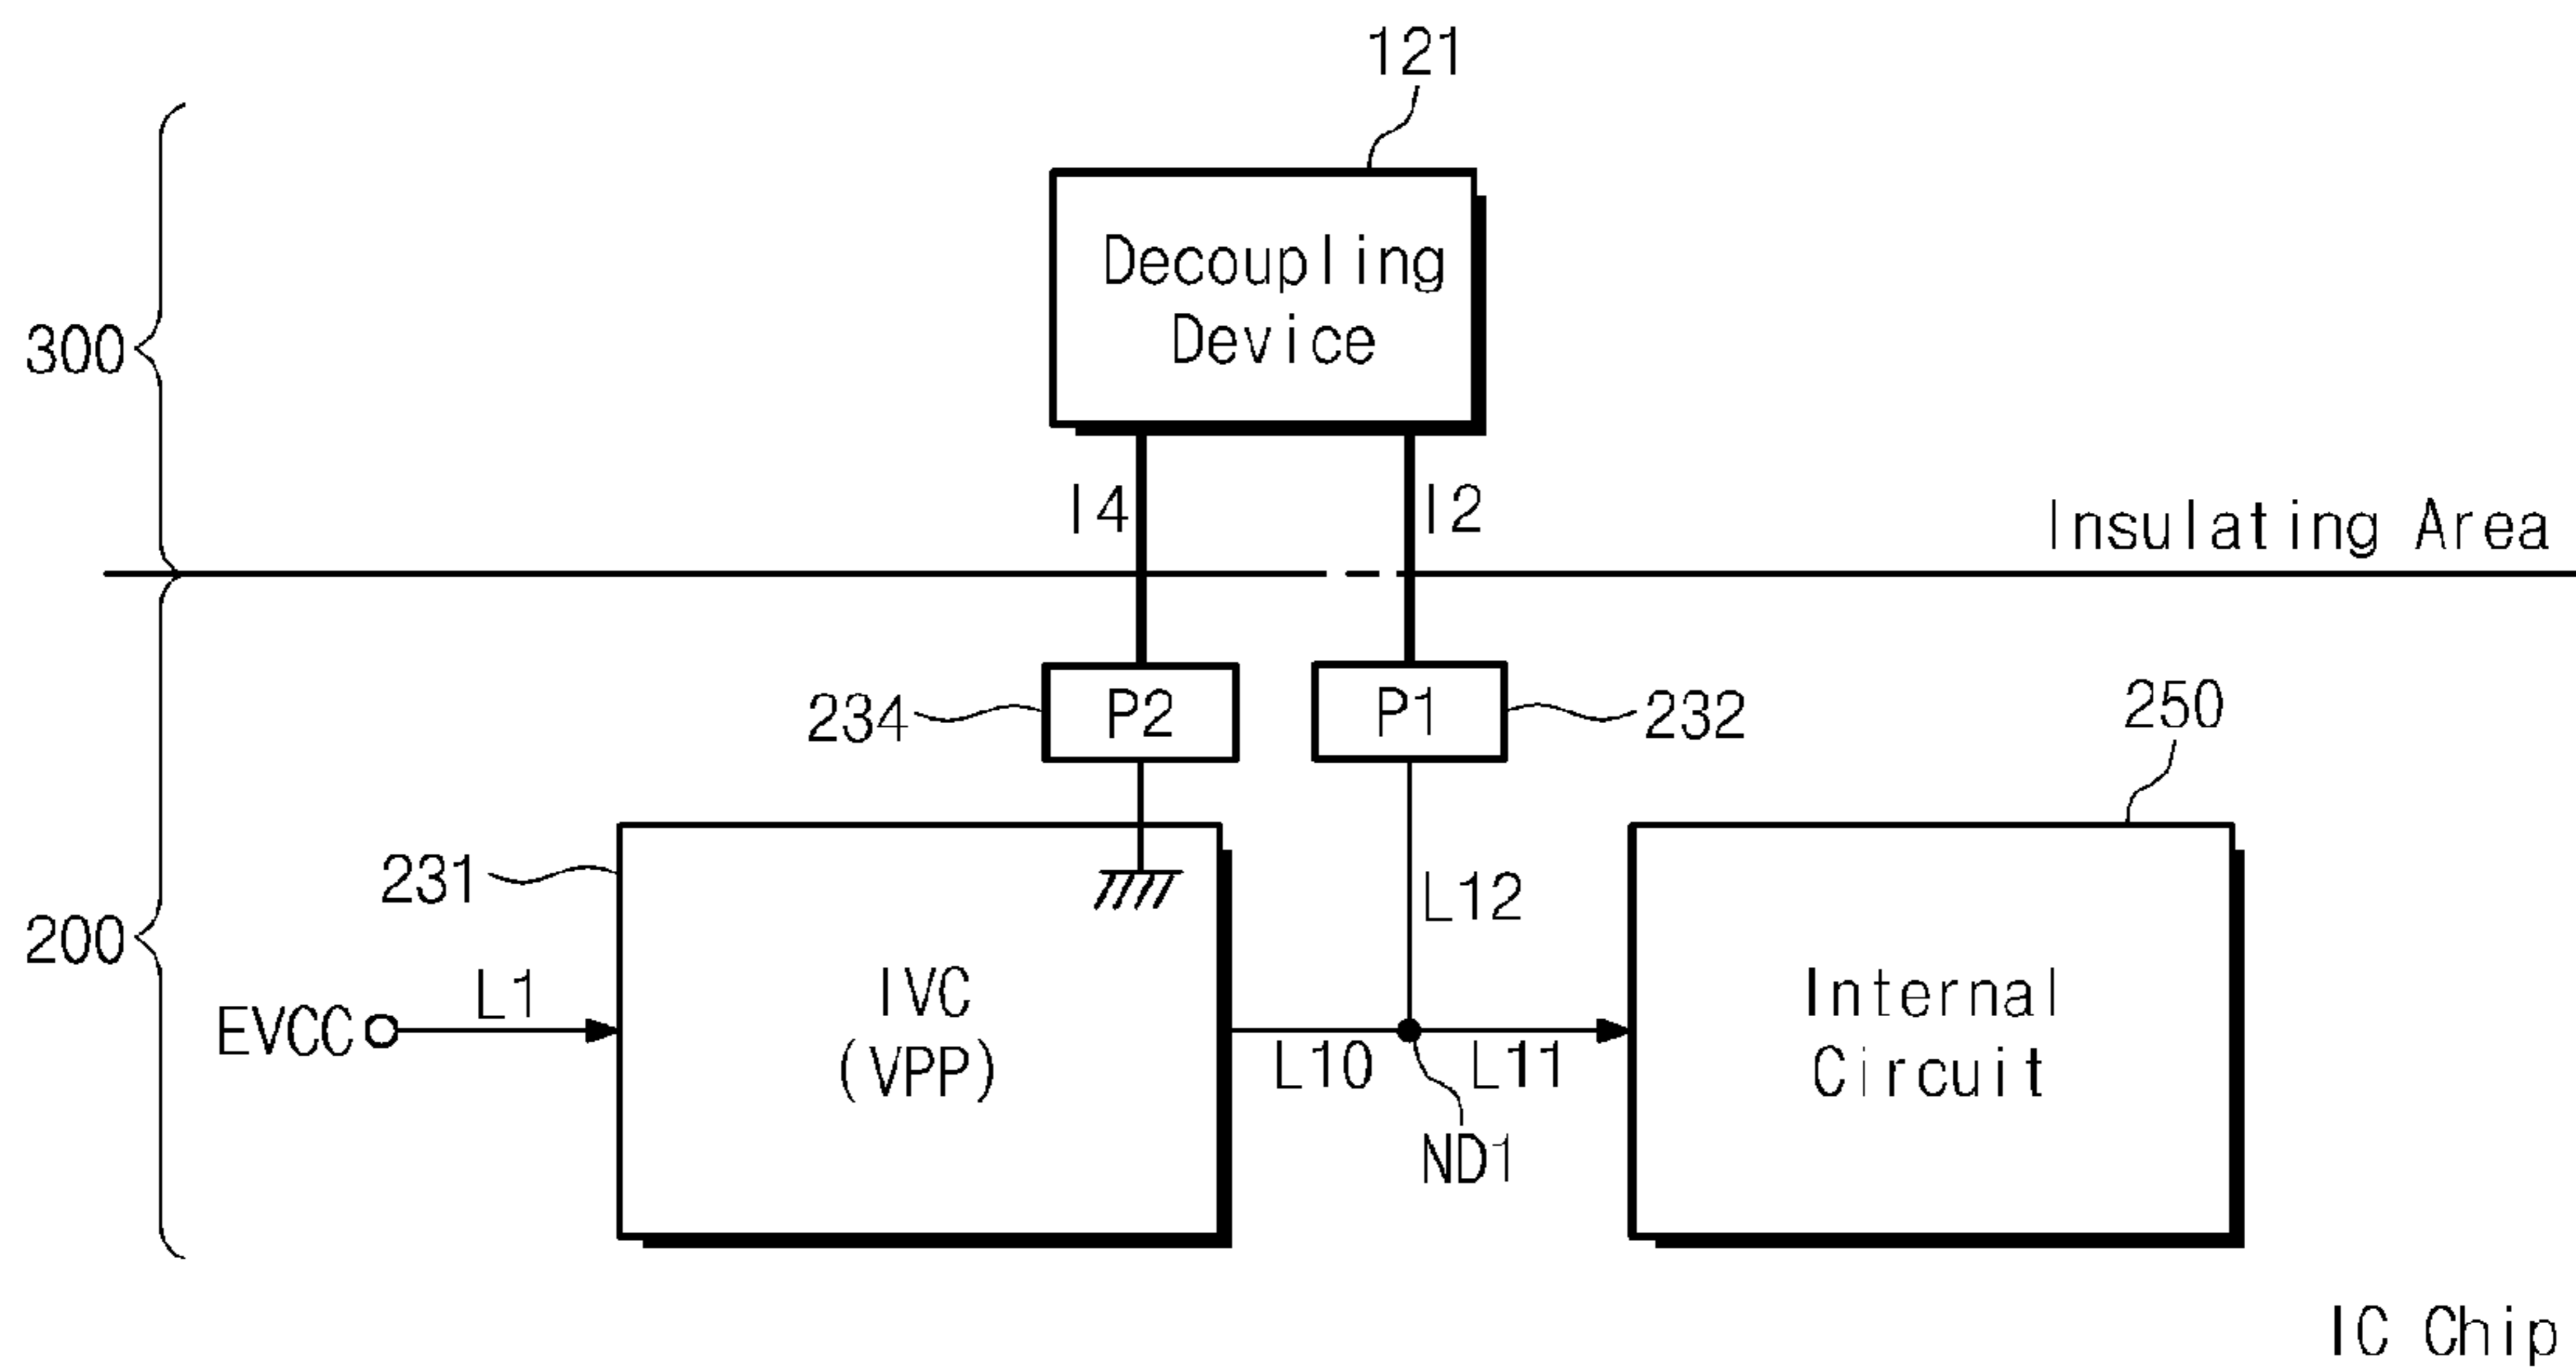 121
Decoupling
Device
300
I4
I2
Insulating Area
234
P2
P1
232
250
231
L12
200
L1
EVCC
IVC
(VPP)
L10
L11
Internal
Circuit
ND1
IC Chip